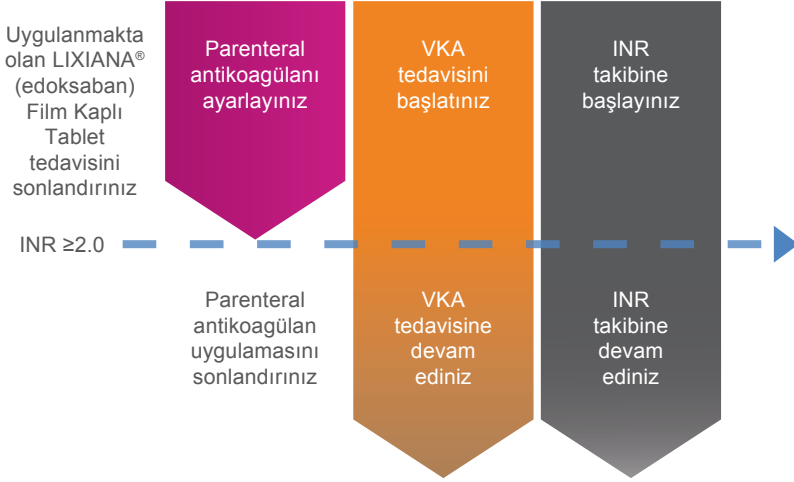 Uygulanmakta
olan LIXIANA®
(edoksaban)
Film Kaplı
Tablet
tedavisini
sonlandırınız
Parenteral
antikoagülanı
ayarlayınız
VKA
tedavisini
başlatınız
INR
takibine
başlayınız
INR ≥2.0
Parenteral
antikoagülan
uygulamasını
sonlandırınız
VKA
tedavisine
devam
ediniz
INR
takibine
devam
ediniz